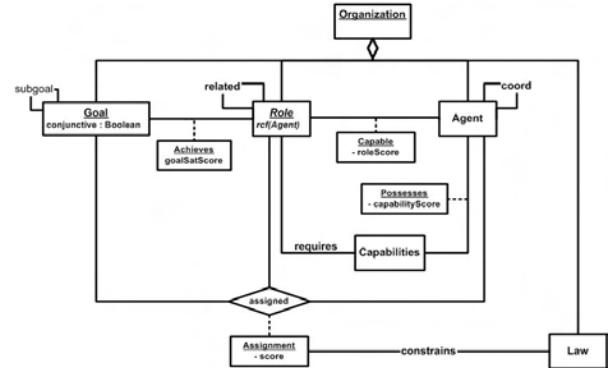 Organization
subgoal
related
coord
Goal
conjunctive : Boolean
Role
rcf(Agent)
Agent
Achieves
goalSatScore
Capable
- roleScore
Possesses
- capabilityScore
requires
Capabilities
assigned
Assignment
- score
constrains
Law